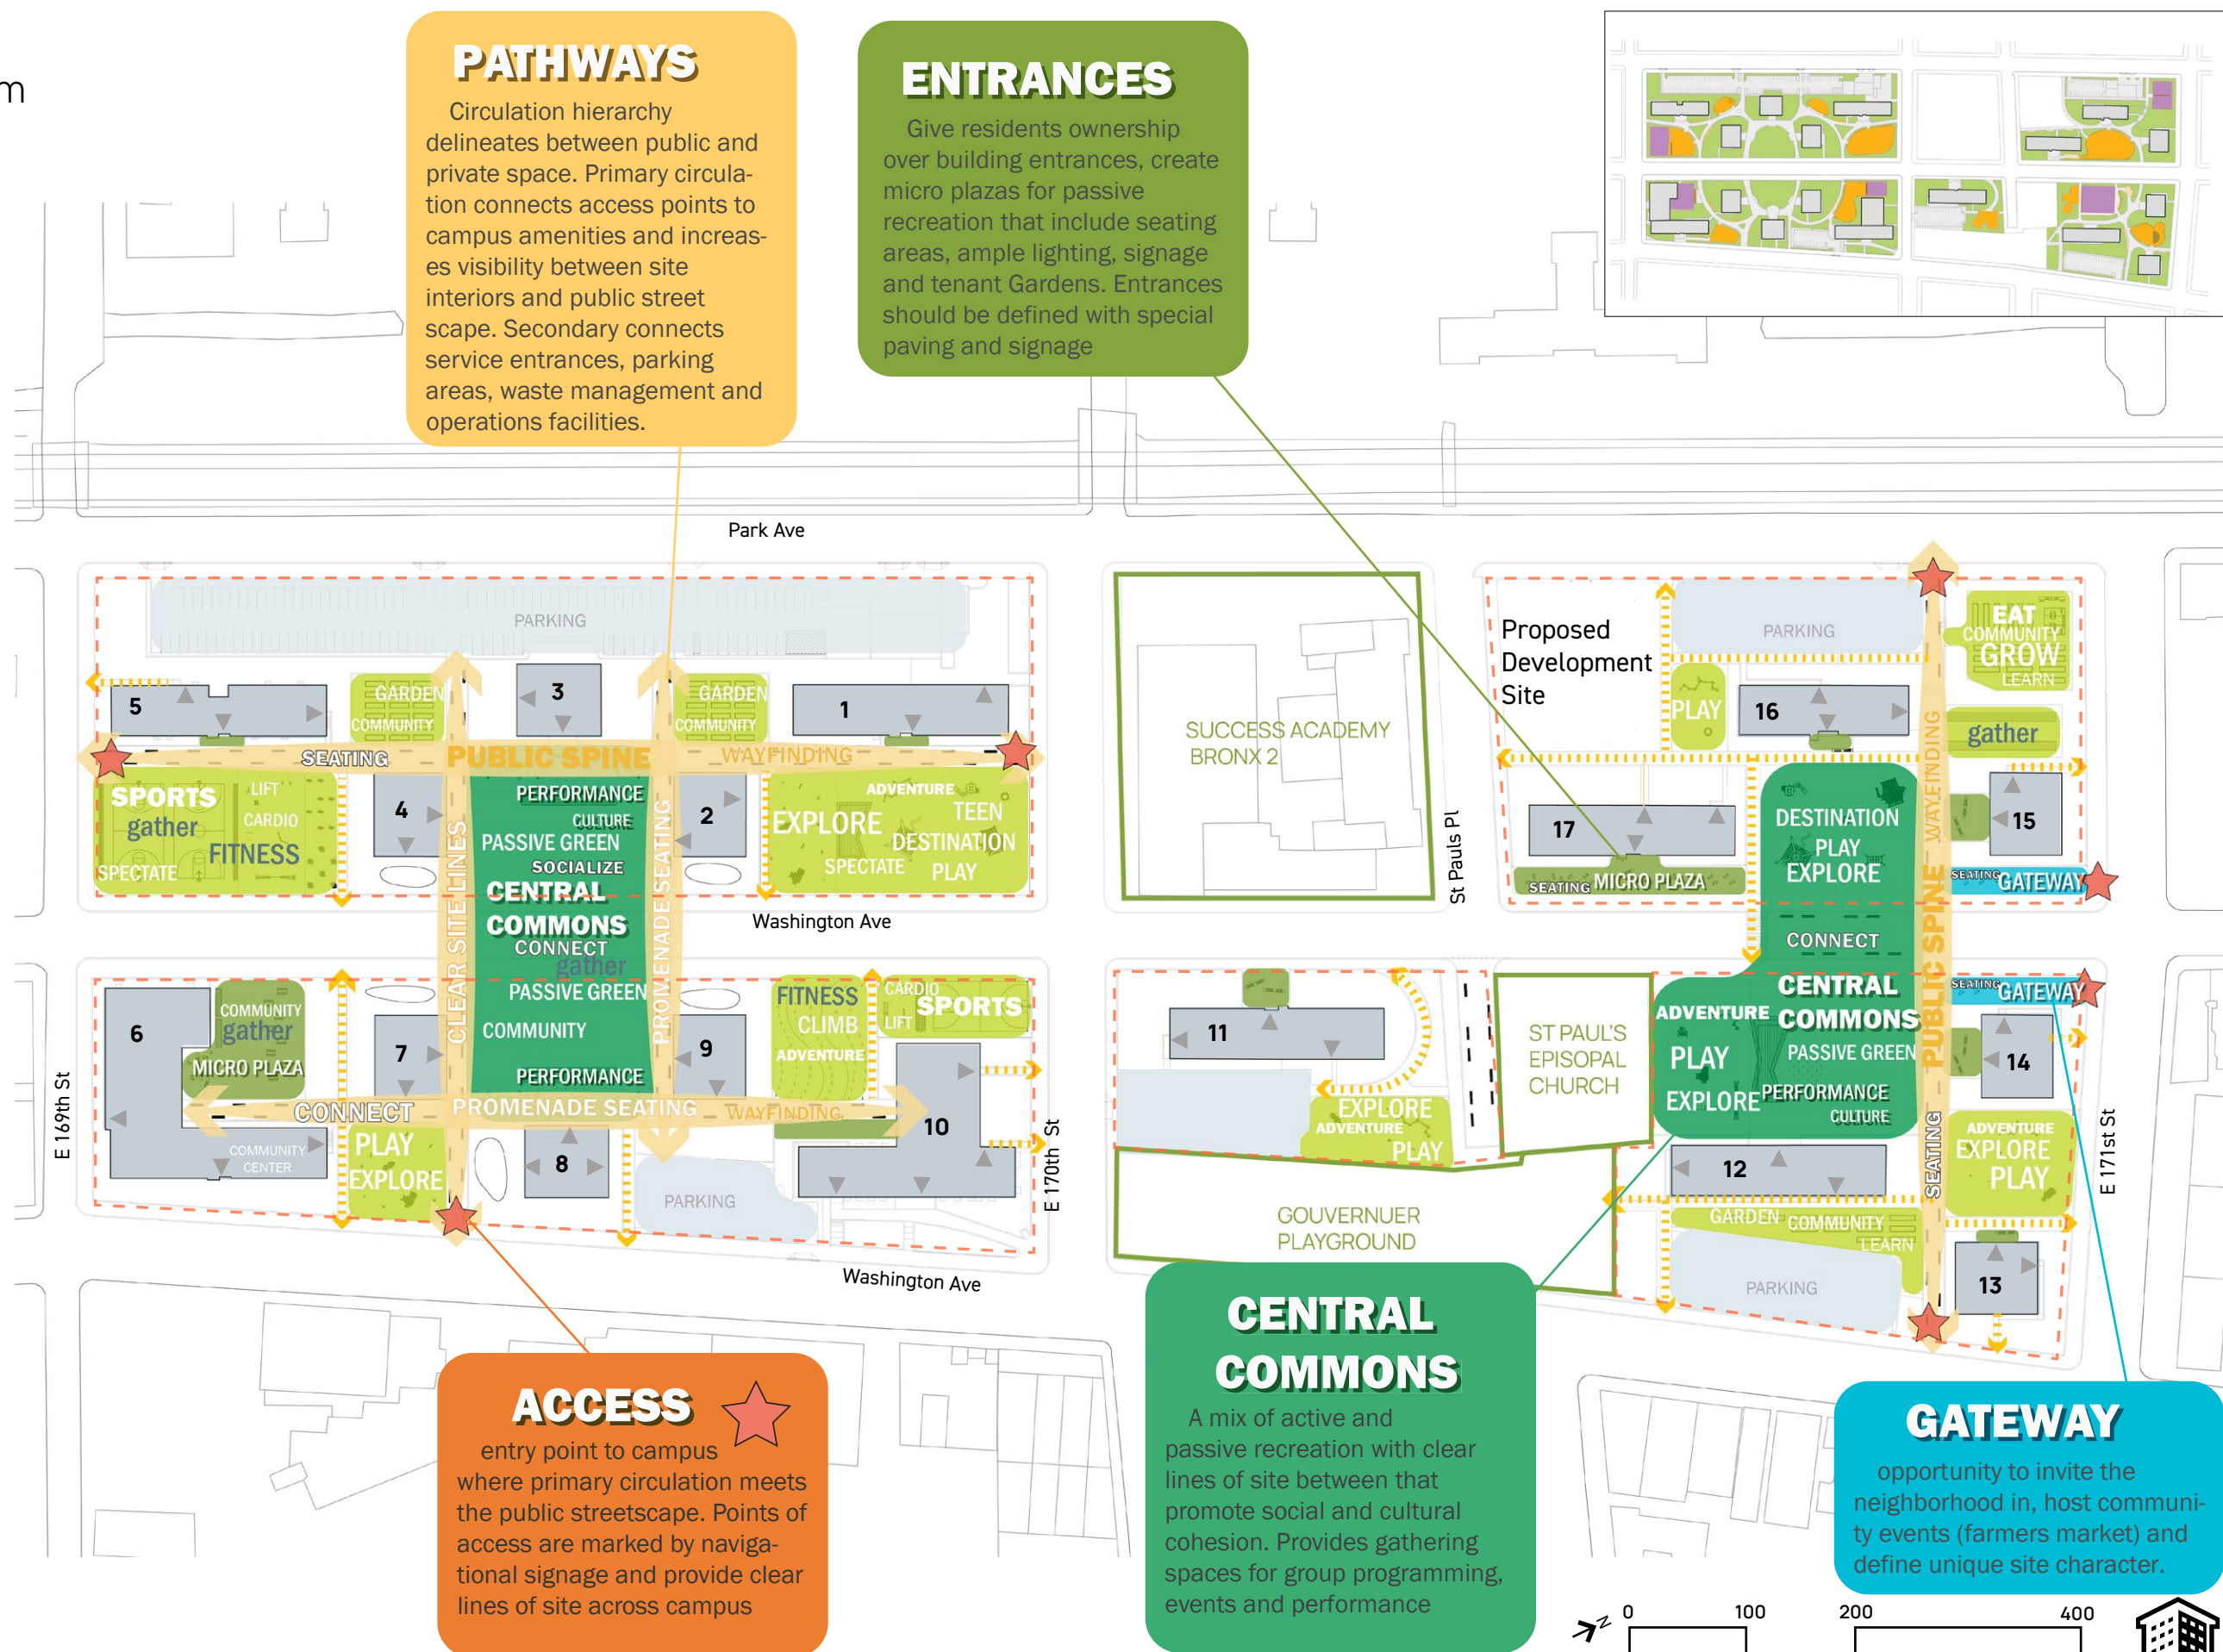 m
PATHWAYS
Circulation hierarchy
delineates between public and
private space. Primary circula-
tion connects access points to
campus amenities and increas-
es visibility between site
interiors and public street
scape. Secondary connects
service entrances, parking
areas, waste management and
operations facilities.
ENTRANCES
Give residents ownership
over building entrances, create
micro plazas for passive
recreation that include seating
areas, ample lighting, signage
and tenant Gardens. Entrances
should be defined with special
paving and signage
Park Ave
PARKING
5
GARDEN
COMMUNITY
3
GARDEN
COMMUNITY
1
SEATING
PUBLIC SPINE
WAYFINDING
SPORTS
gather
LIFT
CARDIO
FITNESS
SPECTATE
4
CLEAR SITE LINES
PERFORMANCE
CULTURE
PASSIVE GREEN
SOCIALIZE
CENTRAL
COMMONS
CONNECT
gather
PASSIVE GREEN
COMMUNITY
PERFORMANCE
PROMENADE SEATING
2
ADVENTURE
EXPLORE
TEEN
DESTINATION
SPECTATE
PLAY
Washington Ave
6
COMMUNITY
gather
MICRO PLAZA
7
9
FITNESS
CLIMB
ADVENTURE
CARDIO
SPORTS
LIFT
CONNECT
PROMENADE SEATING
WAYFINDING
COMMUNITY
CENTER
PLAY
EXPLORE
8
PARKING
10
E 169th St
E 170th St
Washington Ave
SUCCESS ACADEMY
BRONX 2
St Pauls Pl
Proposed
Development
Site
PARKING
EAT
COMMUNITY
GROW
LEARN
PLAY
16
gather
WAYFINDING
17
SEATING
MICRO PLAZA
DESTINATION
PLAY
EXPLORE
15
SEATING
GATEWAY
CONNECT
PUBLIC SPINE
11
EXPLORE
ADVENTURE
PLAY
ST PAUL'S
EPISOPAL
CHURCH
CENTRAL
COMMONS
ADVENTURE
PLAY
PASSIVE GREEN
EXPLORE
PERFORMANCE
CULTURE
SEATING
GATEWAY
14
SEATING
ADVENTURE
EXPLORE
PLAY
12
GARDEN
COMMUNITY
LEARN
PARKING
13
E 171st St
GOUVERNUER
PLAYGROUND
ACCESS
entry point to campus
where primary circulation meets
the public streetscape. Points of
access are marked by naviga-
tional signage and provide clear
lines of site across campus
CENTRAL
COMMONS
A mix of active and
passive recreation with clear
lines of site between that
promote social and cultural
cohesion. Provides gathering
spaces for group programming,
events and performance
GATEWAY
opportunity to invite the
neighborhood in, host communi-
ty events (farmers market) and
define unique site character.
N
0
100
200
400